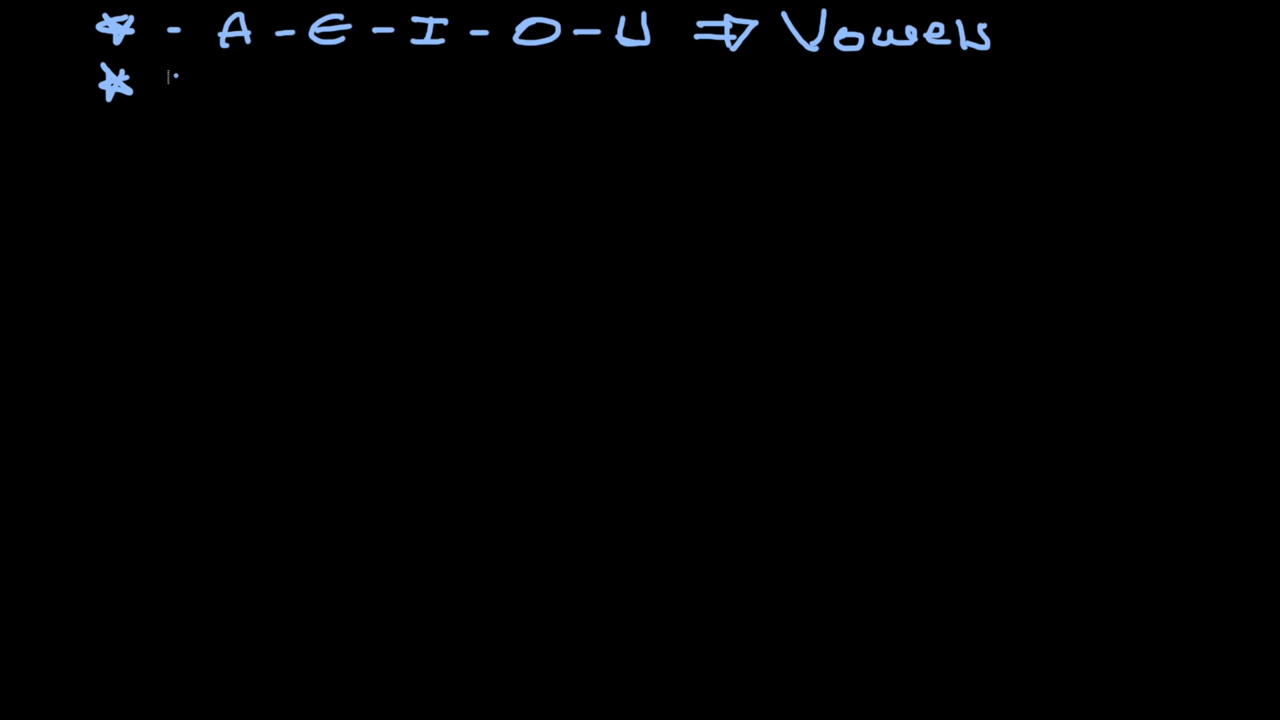 * - A - E - I - O - U ⇒ Vowels
*